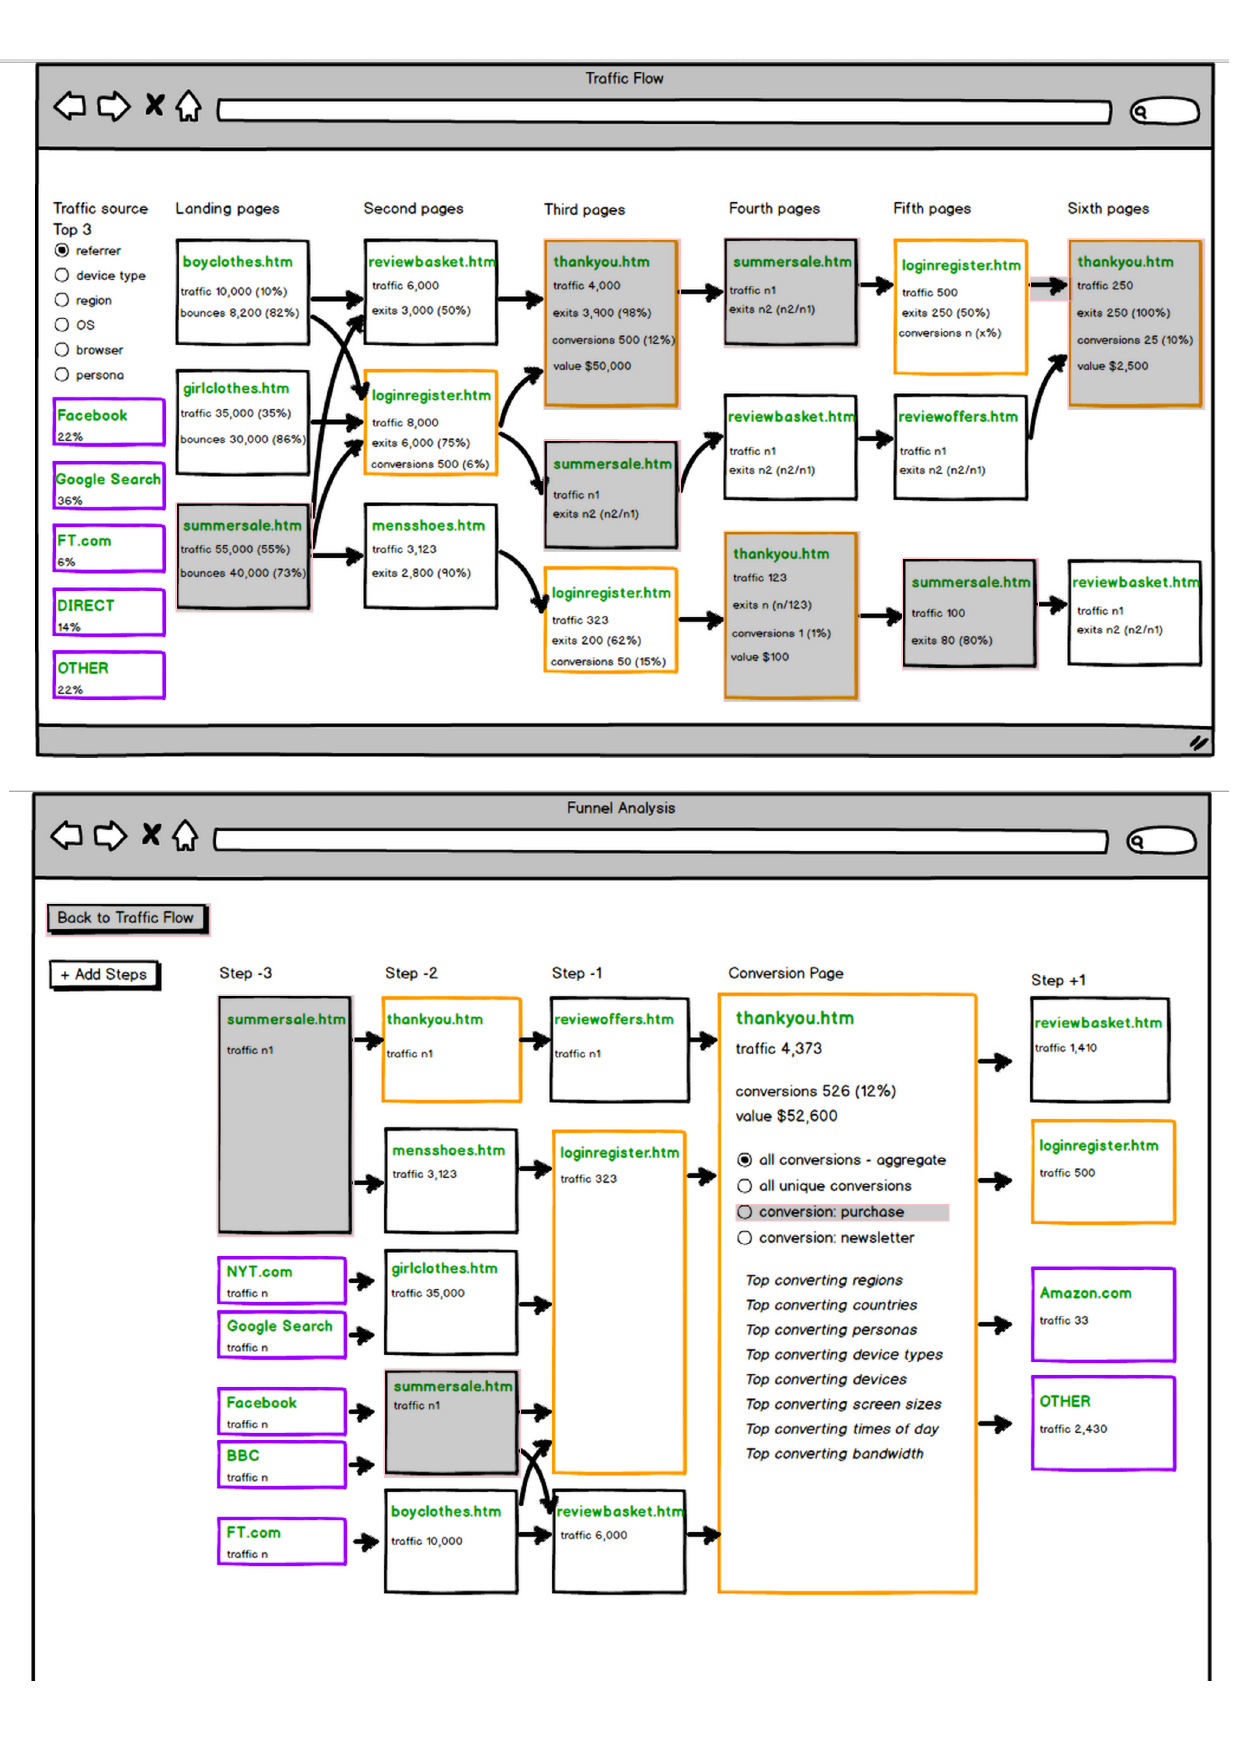 Traffic Flow
Traffic source
Top 3
referrer
device type
region
OS
browser
persona
Facebook
22%
Google Search
36%
FT.com
6%
DIRECT
14%
OTHER
22%
Landing pages
boyclothes.htm
traffic 10,000 (10%)
bounces 8,200 (82%)
girlclothes.htm
traffic 35,000 (35%)
bounces 30,000 (86%)
summersale.htm
traffic 55,000 (55%)
bounces 40,000 (73%)
Second pages
reviewbasket.htm
traffic 6,000
exits 3,000 (50%)
loginregister.htm
traffic 8,000
exits 6,000 (75%)
conversions 500 (6%)
mensshoes.htm
traffic 3,123
exits 2,800 (90%)
Third pages
thankyou.htm
traffic 4,000
exits 3,900 (98%)
conversions 500 (12%)
value $50,000
summersale.htm
traffic n1
exits n2 (n2/n1)
loginregister.htm
traffic 323
exits 200 (62%)
conversions 50 (15%)
Fourth pages
summersale.htm
traffic n1
exits n2 (n2/n1)
reviewbasket.htm
traffic n1
exits n2 (n2/n1)
thankyou.htm
traffic 123
exits n (n/123)
conversions 1 (1%)
value $100
Fifth pages
loginregister.htm
traffic 500
exits 250 (50%)
conversions n (x%)
reviewoffers.htm
traffic n1
exits n2 (n2/n1)
summersale.htm
traffic 100
exits 80 (80%)
Sixth pages
thankyou.htm
traffic 250
exits 250 (100%)
conversions 25 (10%)
value $2,500
reviewbasket.htm
traffic n1
exits n2 (n2/n1)
Funnel Analysis
Back to Traffic Flow
+ Add Steps
Step -3
summersale.htm
traffic n1
NYT.com
traffic n
Google Search
traffic n
Facebook
traffic n
BBC
traffic n
FT.com
traffic n
Step -2
thankyou.htm
traffic n1
mensshoes.htm
traffic 3,123
girlclothes.htm
traffic 35,000
summersale.htm
traffic n1
boyclothes.htm
traffic 10,000
Step -1
reviewoffers.htm
traffic n1
loginregister.htm
traffic 323
reviewbasket.htm
traffic 6,000
Conversion Page
thankyou.htm
traffic 4,373
conversions 526 (12%)
value $52,600
all conversions - aggregate
all unique conversions
conversion: purchase
conversion: newsletter
Top converting regions
Top converting countries
Top converting personas
Top converting device types
Top converting devices
Top converting screen sizes
Top converting times of day
Top converting bandwidth
Step +1
reviewbasket.htm
traffic 1,410
loginregister.htm
traffic 500
Amazon.com
traffic 33
OTHER
traffic 2,430